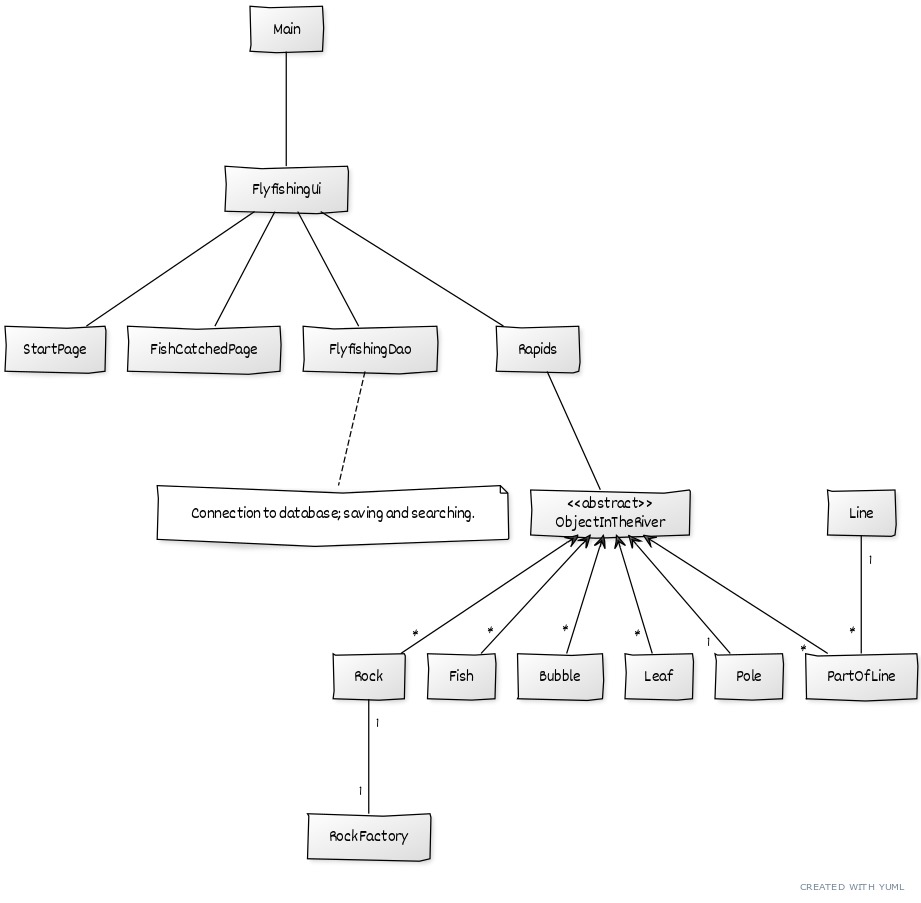 Main
FlyfishingUi
StartPage
FishCatchedPage
FlyfishingDao
Rapids
Connection to database; saving and searching.
<<abstract>>
ObjectInTheRiver
Line
1
*
*
*
*
*
1
*
Rock
Fish
Bubble
Leaf
Pole
PartOfLine
1
1
RockFactory
CREATED WITH YUML